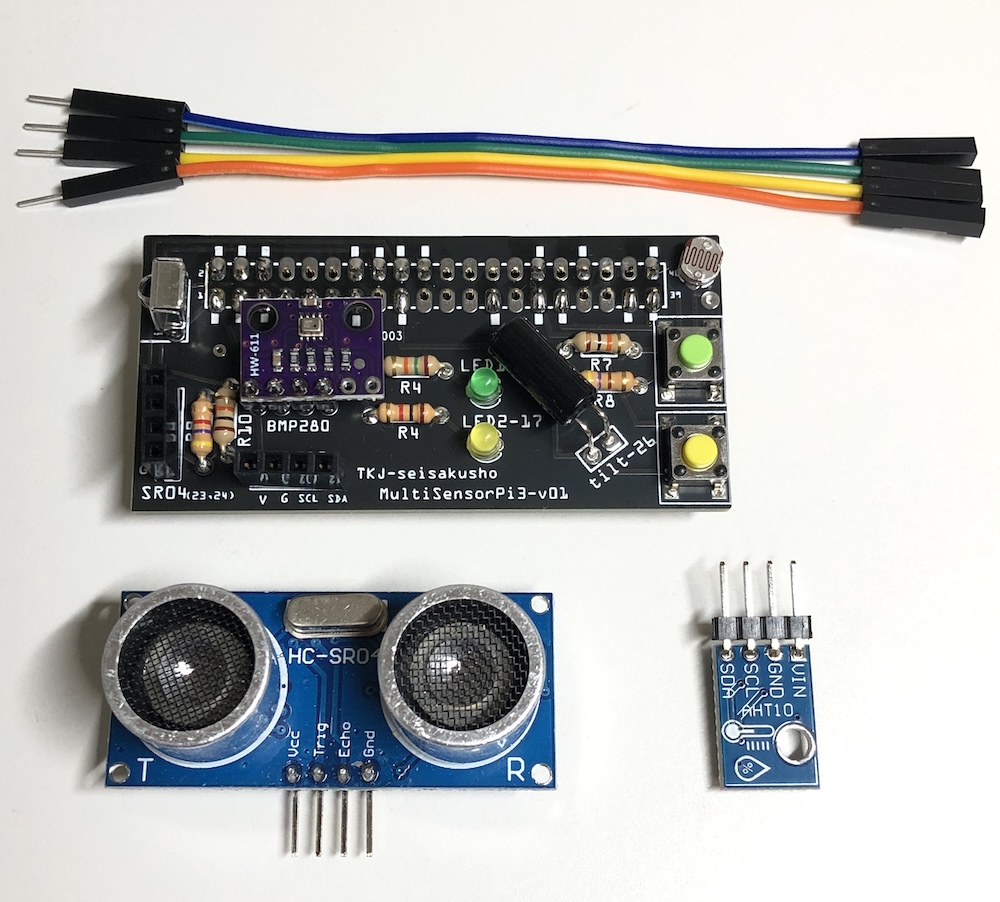 2
1
39
003
HW-611
R4
LED1
R7
R8
R4
LED2-17
R10
BMP280
tilt-26
SR04(23,24)
V G SCL SDA
TKJ-seisakusho
MultiSensorPi3-v01
HC-SR04
Vcc
Trig
Echo
Gnd
T
R
SDA
SCL
GND
VIN
AHT10
%